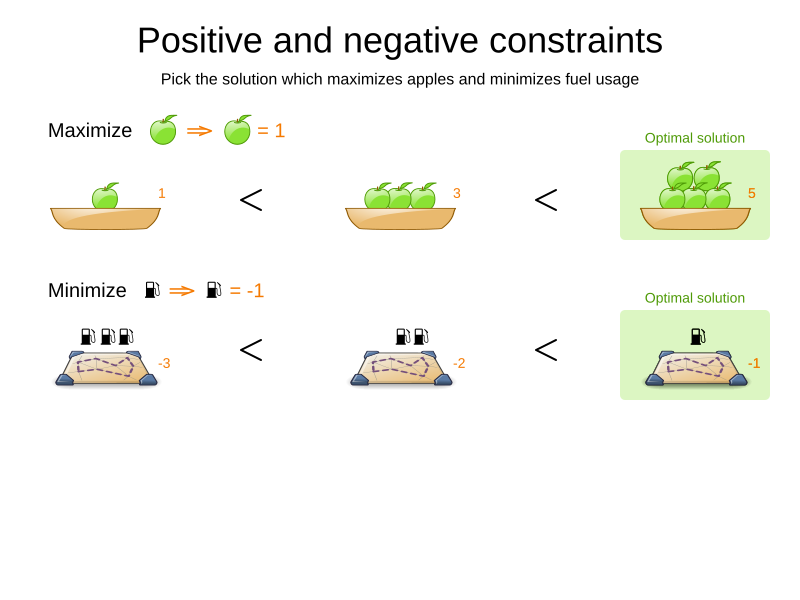 Positive and negative constraints
Pick the solution which maximizes apples and minimizes fuel usage
Maximize = 1
Optimal solution
1 < 3 < 5
Minimize = -1
Optimal solution
-3 < -2 < -1